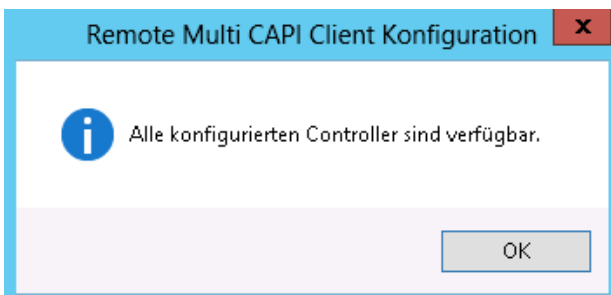 Remote Multi CAPI Client Konfiguration
x
Alle konfigurierten Controller sind verfügbar.
OK